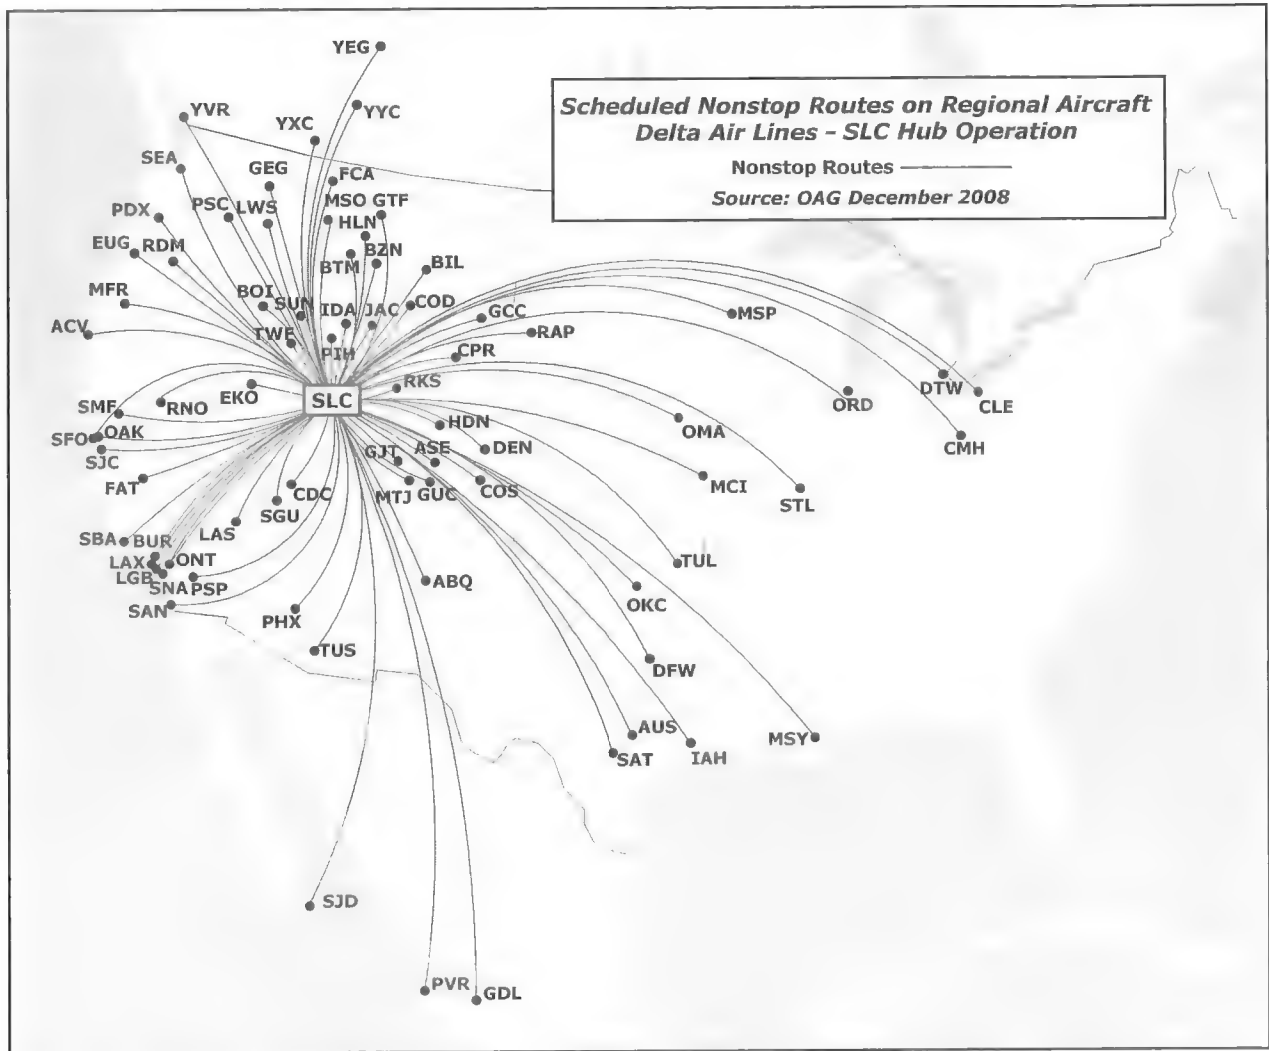 YEG
Scheduled Nonstop Routes on Regional Aircraft
Delta Air Lines – SLC Hub Operation
Nonstop Routes
Source: OAG December 2008
YVR
YXC
YYC
SEA
GEG
FCA
PDX
PSC
LWS
MSO
GTF
HLN
EUG
RDM
BTM
BZN
BIL
MFR
BOI
SUN
IDA
JAC
COD
GCC
MSP
ACV
TWF
PIH
CPR
RAP
SMF
RNO
EKO
SLC
RKS
ORD
DTW
CLE
SFO
OAK
HDN
OMA
CMH
SJC
GJT
ASE
DEN
FAT
CDC
MTJ
GUC
COS
MCI
STL
SGU
SBA
BUR
LAS
LAX
ONT
TUL
LGB
SNA
PSP
ABQ
OKC
SAN
PHX
TUS
DFW
AUS
MSY
SAT
IAH
SJD
PVR
GDL